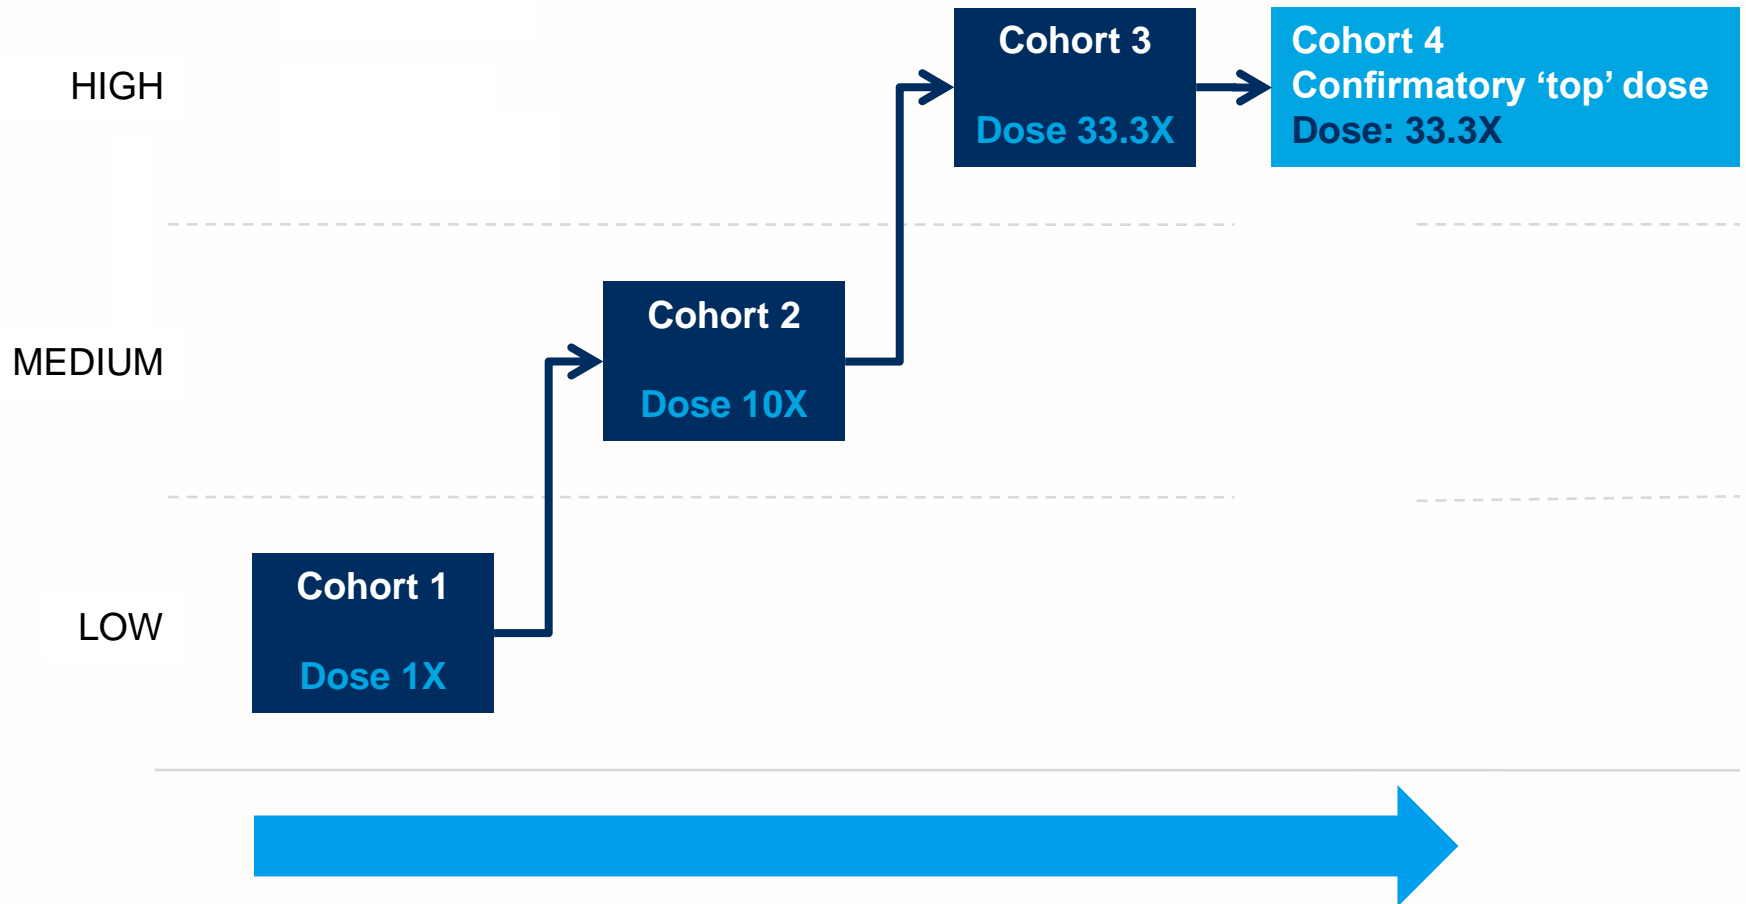 HIGH
Cohort 3
Dose 33.3X
Cohort 4
Confirmatory ‘top’ dose
Dose: 33.3X
MEDIUM
Cohort 2
Dose 10X
LOW
Cohort 1
Dose 1X